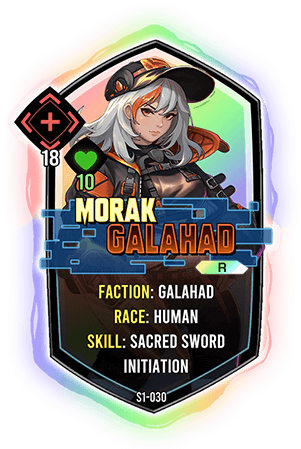 18
10
MORAK
GALAHAD
R
FACTION: GALAHAD
RACE: HUMAN
SKILL: SACRED SWORD
INITIATION
S1-030